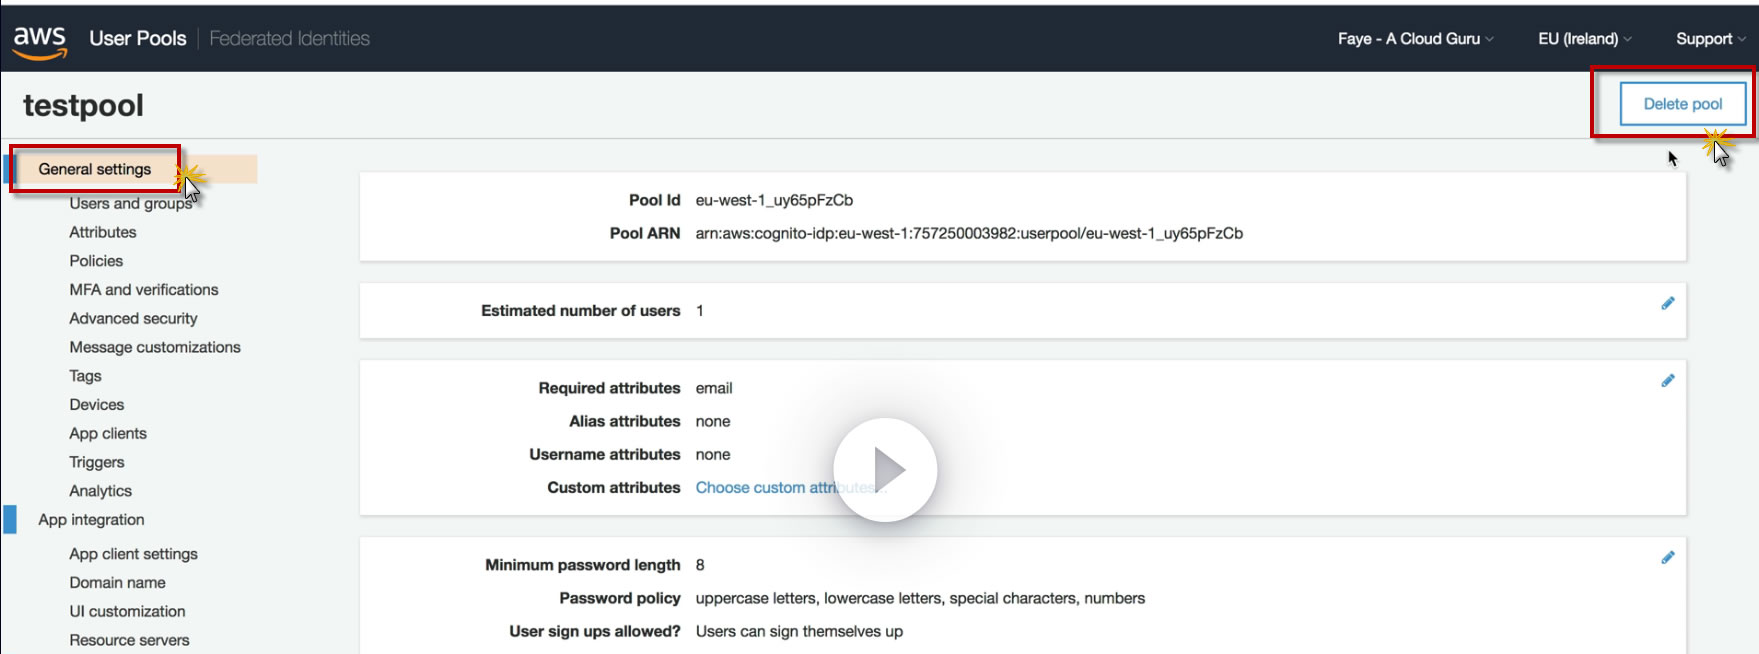 aws User Pools Federated Identities Faye - A Cloud Guru EU (Ireland) Support
testpool
Delete pool
General settings
Users and groups
Attributes
Policies
MFA and verifications
Advanced security
Message customizations
Tags
Devices
App clients
Triggers
Analytics
App integration
App client settings
Domain name
UI customization
Resource servers
Pool Id eu-west-1_uy65pFzCb
Pool ARN arn:aws:cognito-idp:eu-west-1:757250003982:userpool/eu-west-1_uy65pFzCb
Estimated number of users 1
Required attributes email
Alias attributes none
Username attributes none
Custom attributes Choose custom attributes...
Minimum password length 8
Password policy uppercase letters, lowercase letters, special characters, numbers
User sign ups allowed? Users can sign themselves up